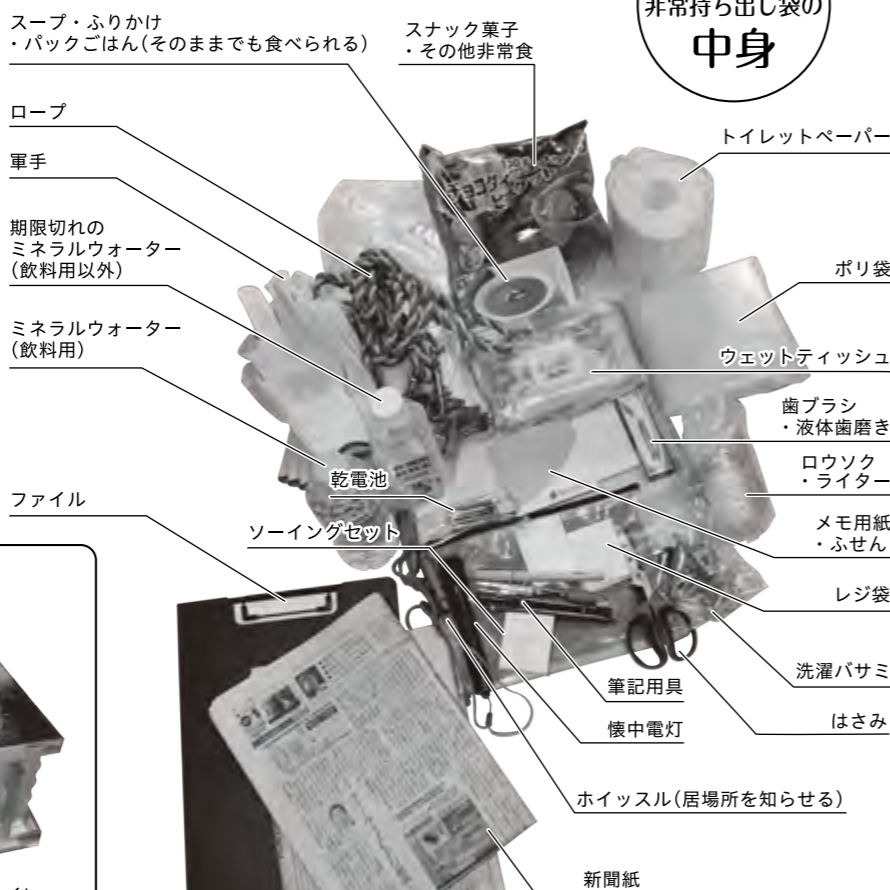 非常持ち出し袋の
中身
スープ・ふりかけ
・パックごはん(そのままでも食べられる)
スナック菓子
・その他非常食
ロープ
軍手
期限切れの
ミネラルウォーター
(飲料用以外)
ミネラルウォーター
(飲料用)
ファイル
乾電池
ソーイングセット
トイレットペーパー
ポリ袋
ウェットティッシュ
歯ブラシ
・液体歯磨き
ロウソク
・ライター
メモ用紙
・ふせん
レジ袋
洗濯バサミ
はさみ
筆記用具
懐中電灯
ホイッスル(居場所を知らせる)
新聞紙